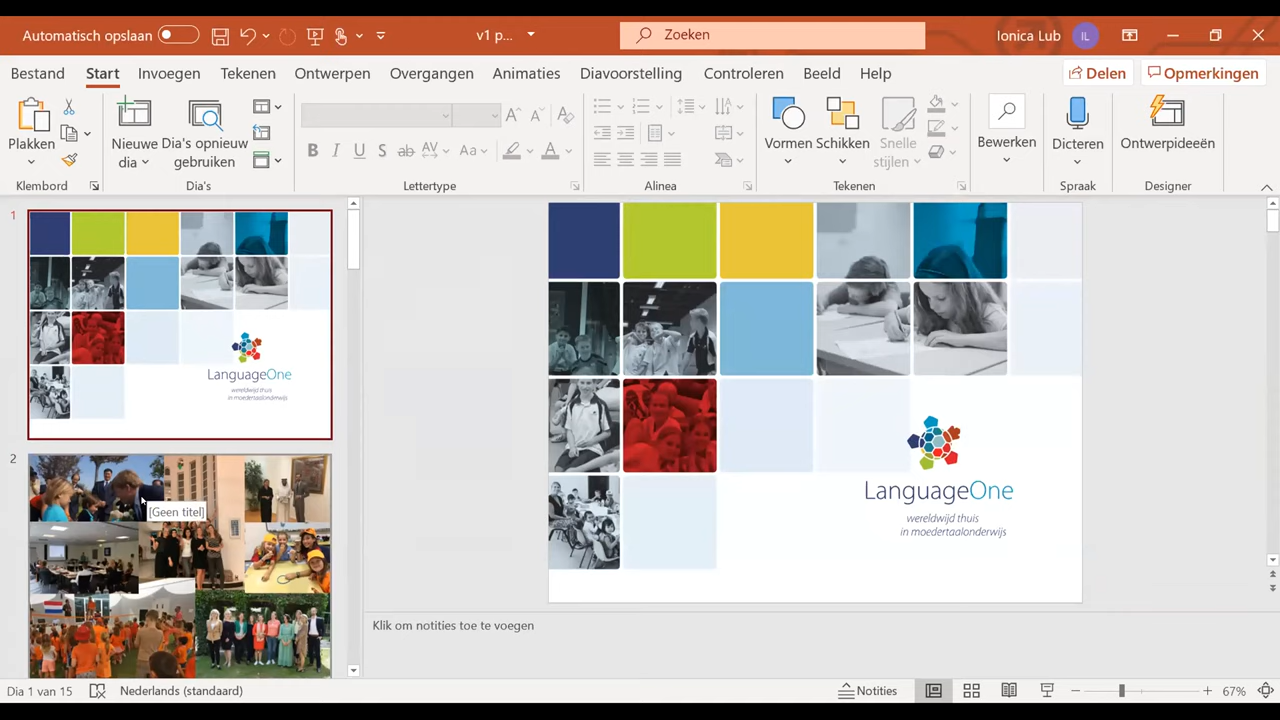 Automatisch opslaan
v1 p...
Zoeken
Ionica Lub
IL
Bestand Start Invoegen Tekenen Ontwerpen Overgangen Animaties Diavoorstelling Controleren Beeld Help
Delen
Opmerkingen
Plakken
Nieuwe dia
Dia's opnieuw gebruiken
Vormen
Schikken
Snelle stijlen
Bewerken
Dicteren
Ontwerpideeën
Klembord
Dia's
Lettertype
Alinea
Tekenen
Spraak
Designer
1
LanguageOne
wereldwijd thuis
in moedertaalonderwijs
2
[Geen titel]
LanguageOne
wereldwijd thuis
in moedertaalonderwijs
Klik om notities toe te voegen
Dia 1 van 15
Nederlands (standaard)
Notities
67%